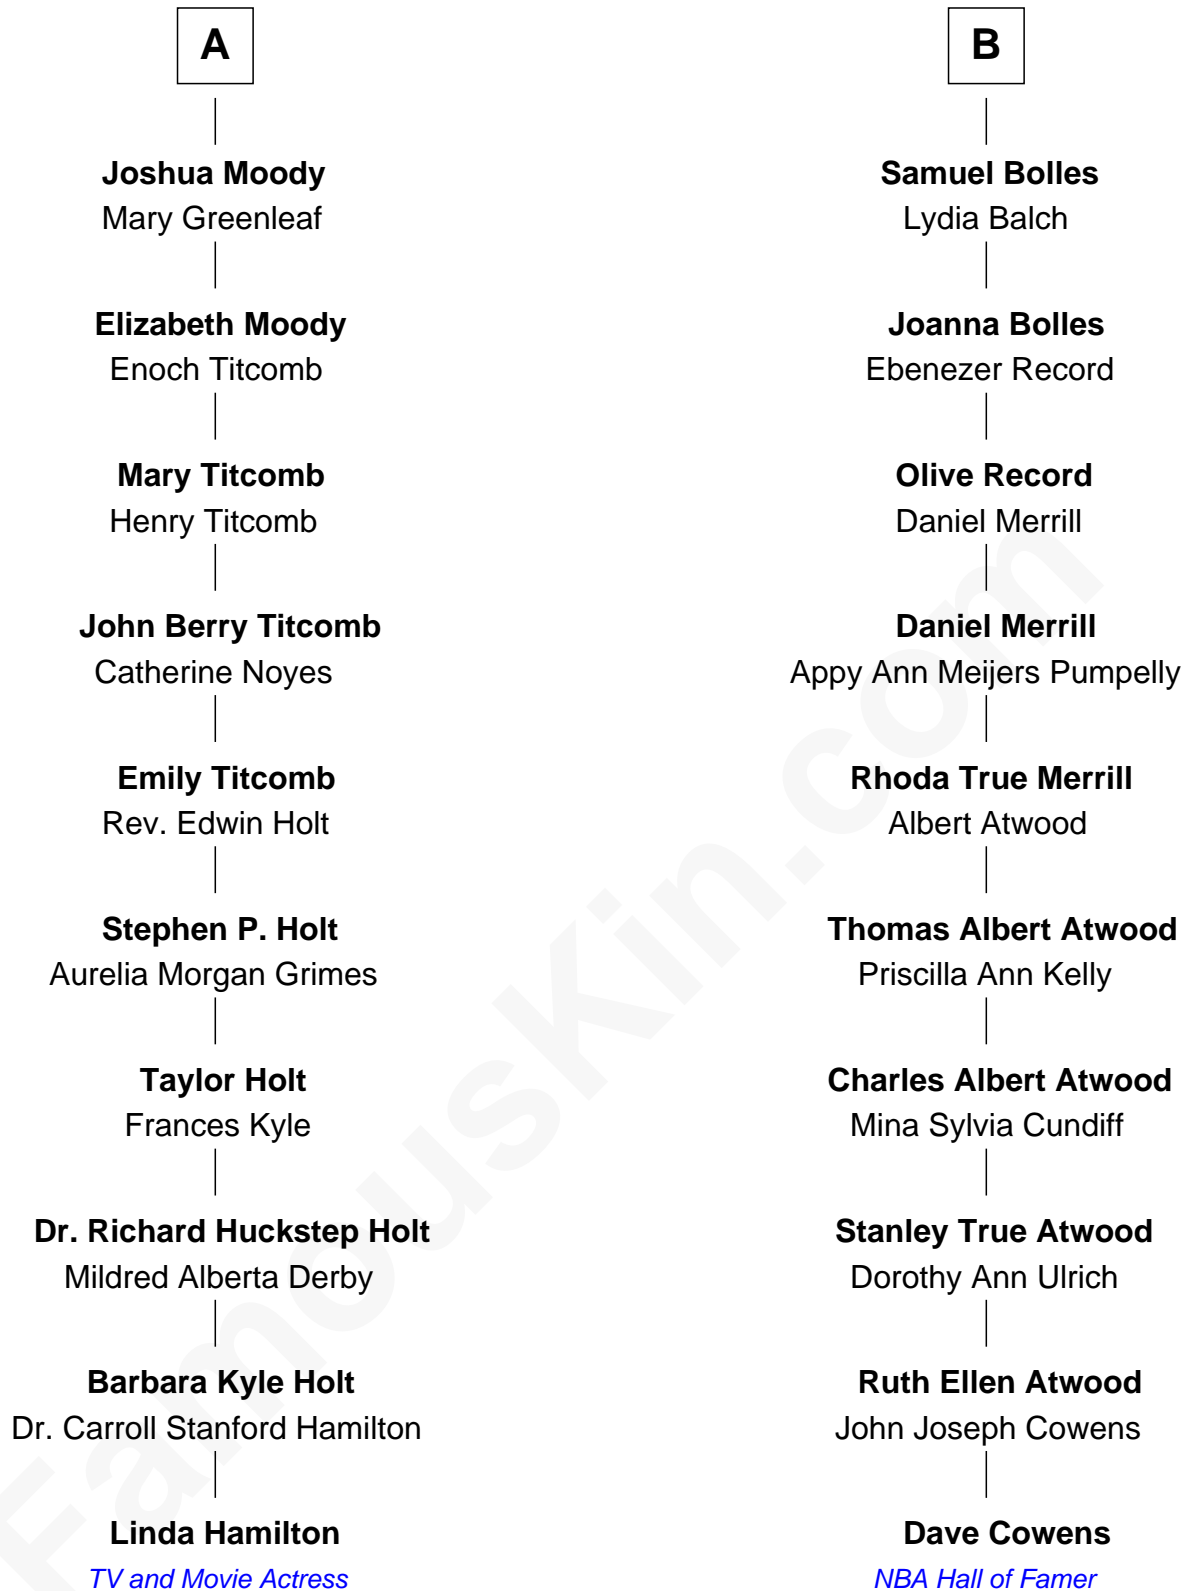 A
Joshua Moody
Mary Greenleaf
Elizabeth Moody
Enoch Titcomb
Mary Titcomb
Henry Titcomb
John Berry Titcomb
Catherine Noyes
Emily Titcomb
Rev. Edwin Holt
Stephen P. Holt
Aurelia Morgan Grimes
Taylor Holt
Frances Kyle
Dr. Richard Huckstep Holt
Mildred Alberta Derby
Barbara Kyle Holt
Dr. Carroll Stanford Hamilton
Linda Hamilton
TV and Movie Actress
B
Samuel Bolles
Lydia Balch
Joanna Bolles
Ebenezer Record
Olive Record
Daniel Merrill
Daniel Merrill
Appy Ann Meijers Pumpelly
Rhoda True Merrill
Albert Atwood
Thomas Albert Atwood
Priscilla Ann Kelly
Charles Albert Atwood
Mina Sylvia Cundiff
Stanley True Atwood
Dorothy Ann Ulrich
Ruth Ellen Atwood
John Joseph Cowens
Dave Cowens
NBA Hall of Famer
FamousKin.com